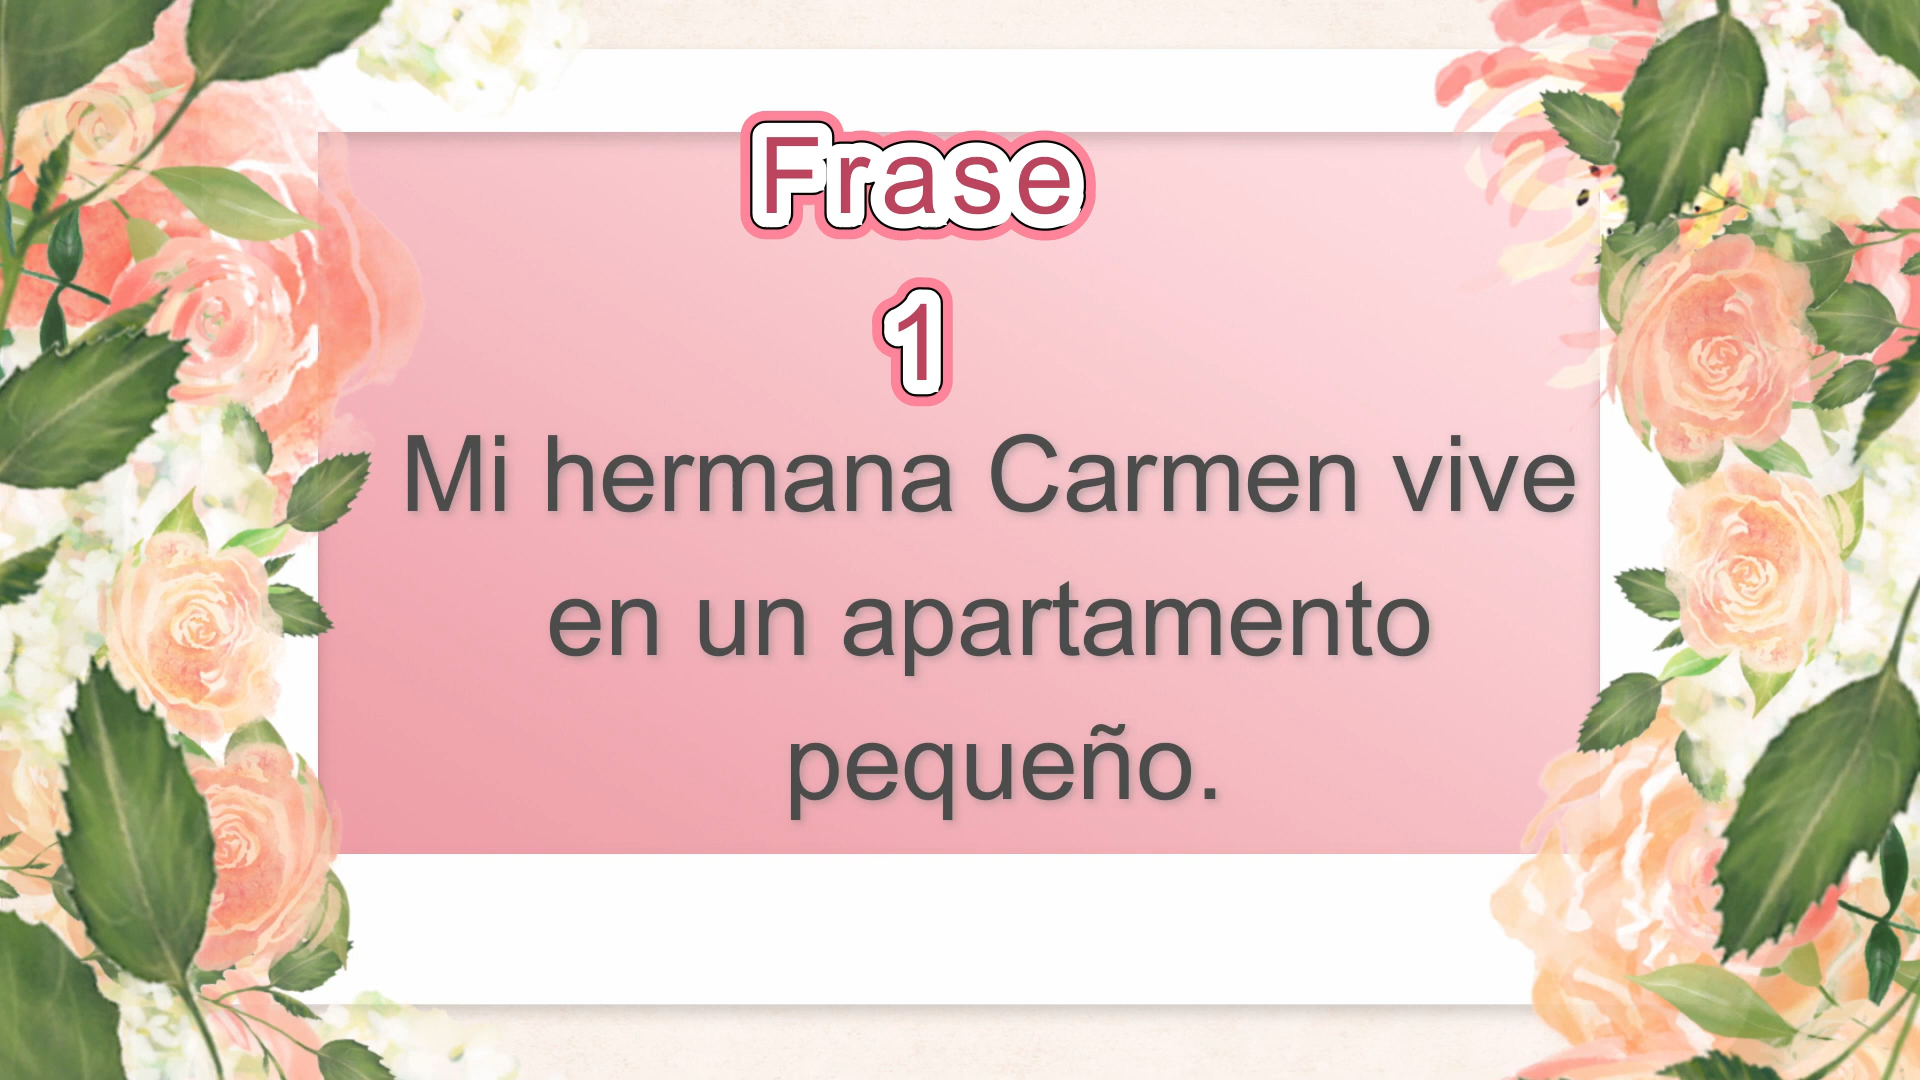 Frase
1
Mi hermana Carmen vive
en un apartamento
pequeño.